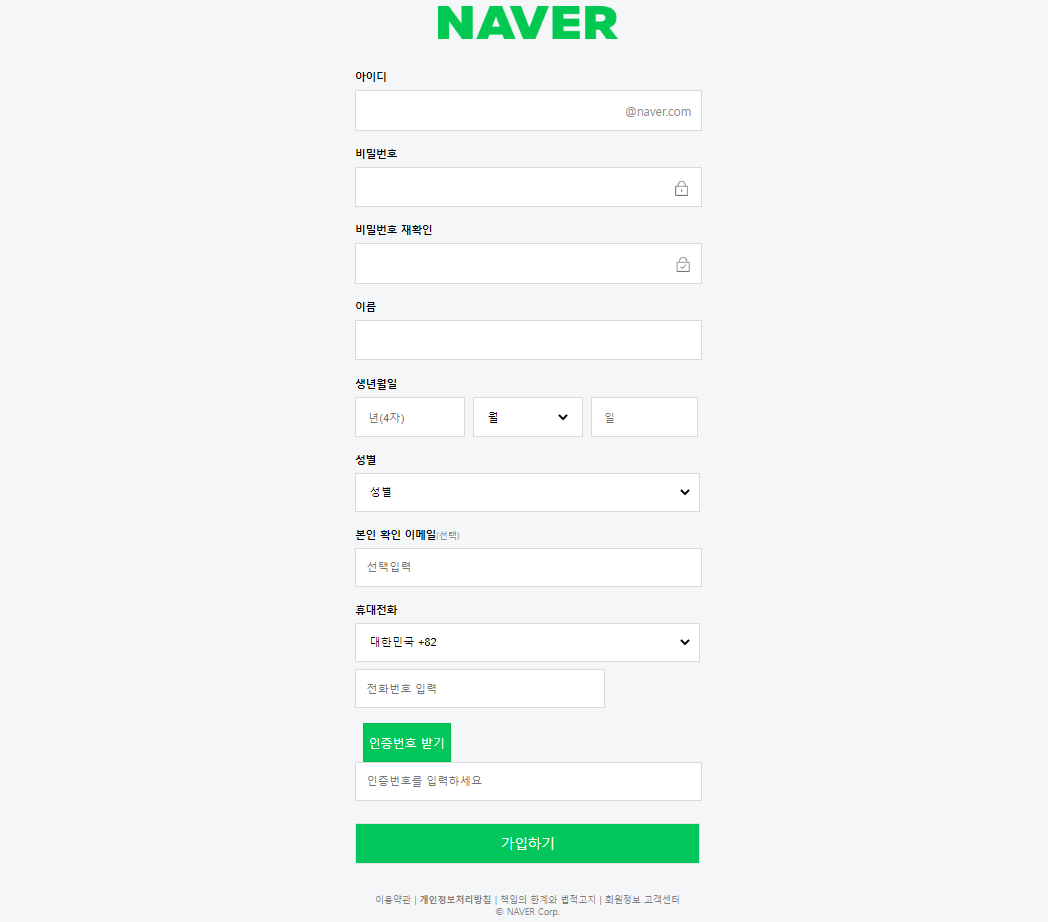 NAVER
아이디
@naver.com
비밀번호
비밀번호 재확인
이름
생년월일
년(4자) 월 일
성별
성별
본인 확인 이메일(선택)
선택입력
휴대전화
대한민국 +82
전화번호 입력
인증번호 받기
인증번호를 입력하세요
가입하기
이용약관 | 개인정보처리방침 | 책임의 한계와 법적고지 | 회원정보 고객센터
© NAVER Corp.